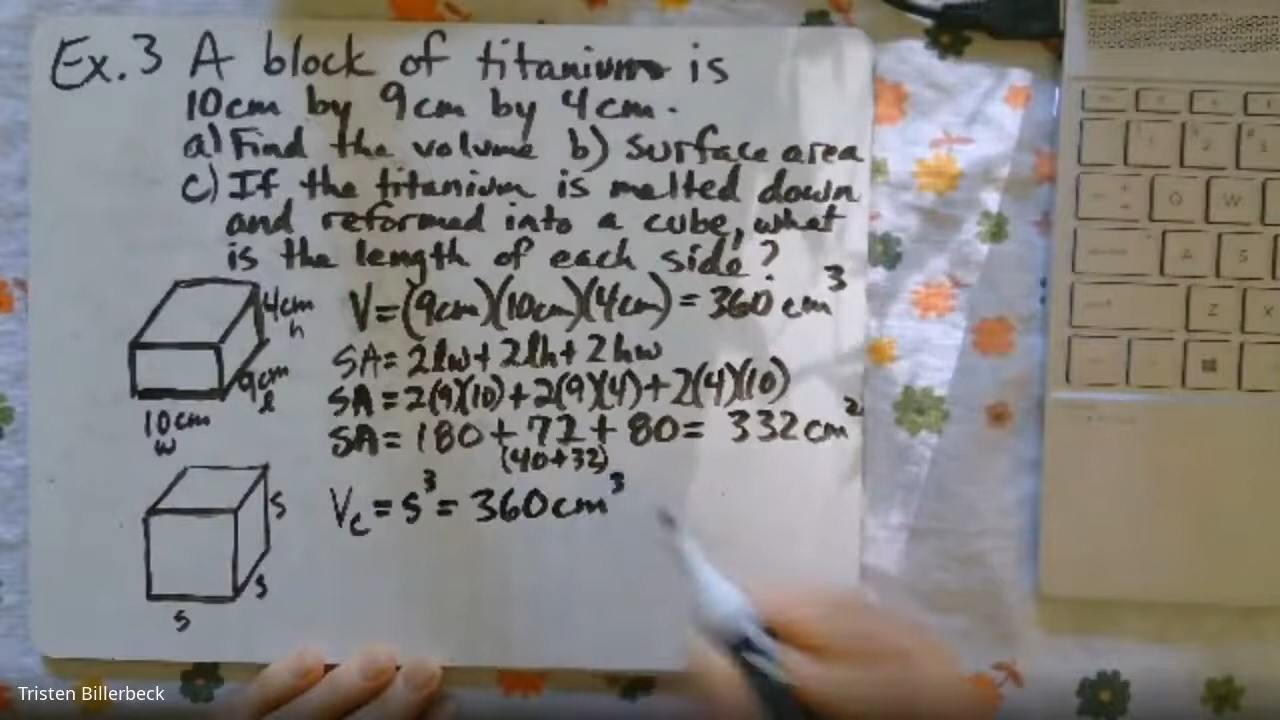 Ex.3 A block of titanium is
10cm by 9cm by 4cm.
a) Find the volume b) surface area
c) If the titanium is melted down
and reformed into a cube, what
is the length of each side?
4cm
h
9cm
l
10cm
w
V=(9cm)(10cm)(4cm) = 360 cm³
SA= 2lw+ 2lh+ 2hw
SA= 2(9)(10)+2(9)(4)+2(4)(10)
SA= 180 + 72 + 80= 332cm²
(40+32)
s
s
s
Vc = s³ = 360cm³
Q
W
A
S
Z
X
Tristen Billerbeck